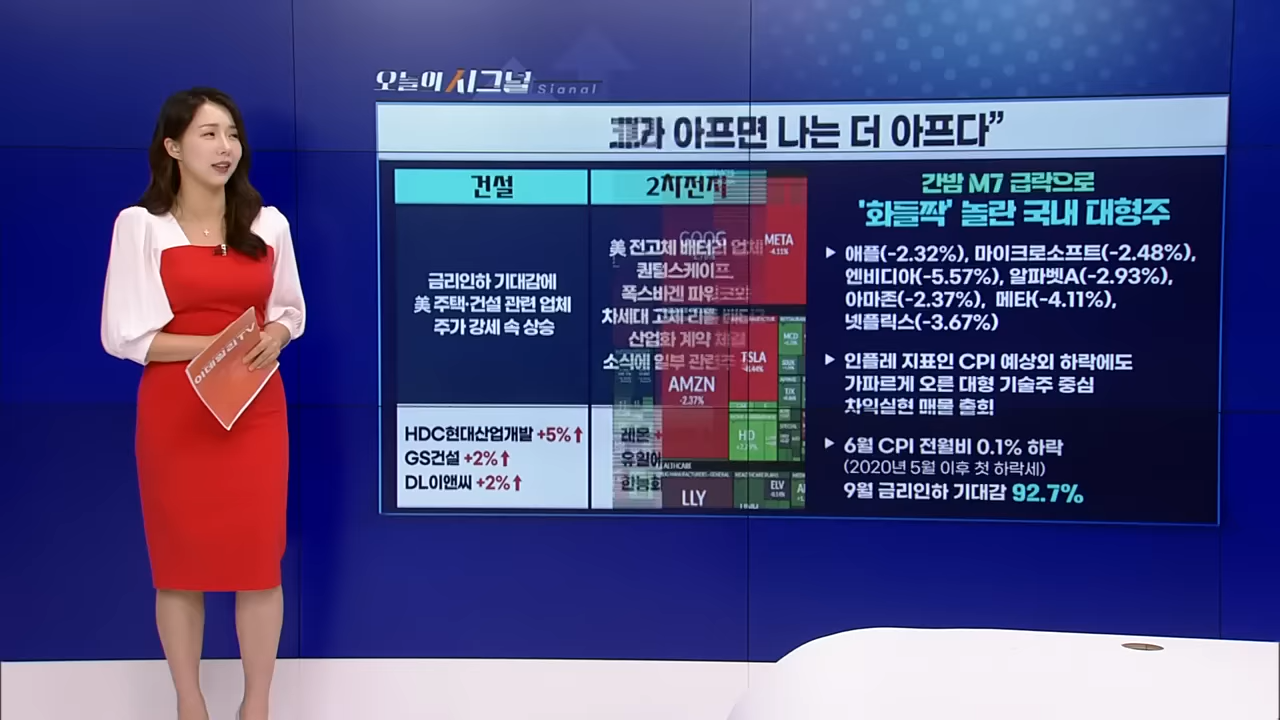 오늘의 시그널
Signal
아프면 나는 더 아프다”
건설
2차전지
간밤 M7 급락으로
'화들짝' 놀란 국내 대형주
금리인하 기대감에
美 주택·건설 관련 업체
주가 강세 속 상승
美 전고체 배터리 업체
퀀텀스케이프,
폭스바겐
차세대 고체
산업화 계약 체결
소식에 일부 관련주
META
-4.11%
MCD
TSLA
AMZN
-2.37%
HD
HEALTHCARE
LLY
ELV
▶ 애플(-2.32%), 마이크로소프트(-2.48%),
엔비디아(-5.57%), 알파벳A(-2.93%),
아마존(-2.37%), 메타(-4.11%),
넷플릭스(-3.67%)
▶ 인플레 지표인 CPI 예상외 하락에도
가파르게 오른 대형 기술주 중심
차익실현 매물 출회
▶ 6월 CPI 전월비 0.1% 하락
(2020년 5월 이후 첫 하락세)
9월 금리인하 기대감 92.7%
HDC현대산업개발 +5%↑
GS건설 +2%↑
DL이앤씨 +2%↑
레몬
이데일리TV